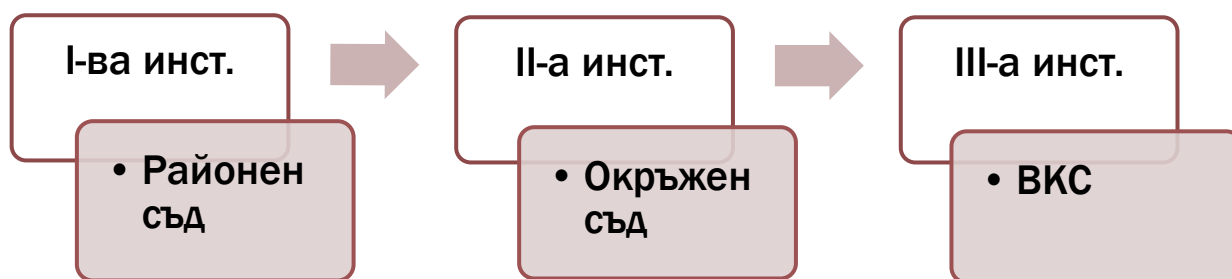 I-ва инст.
• Районен
съд
II-а инст.
• Окръжен
съд
III-а инст.
• ВКС